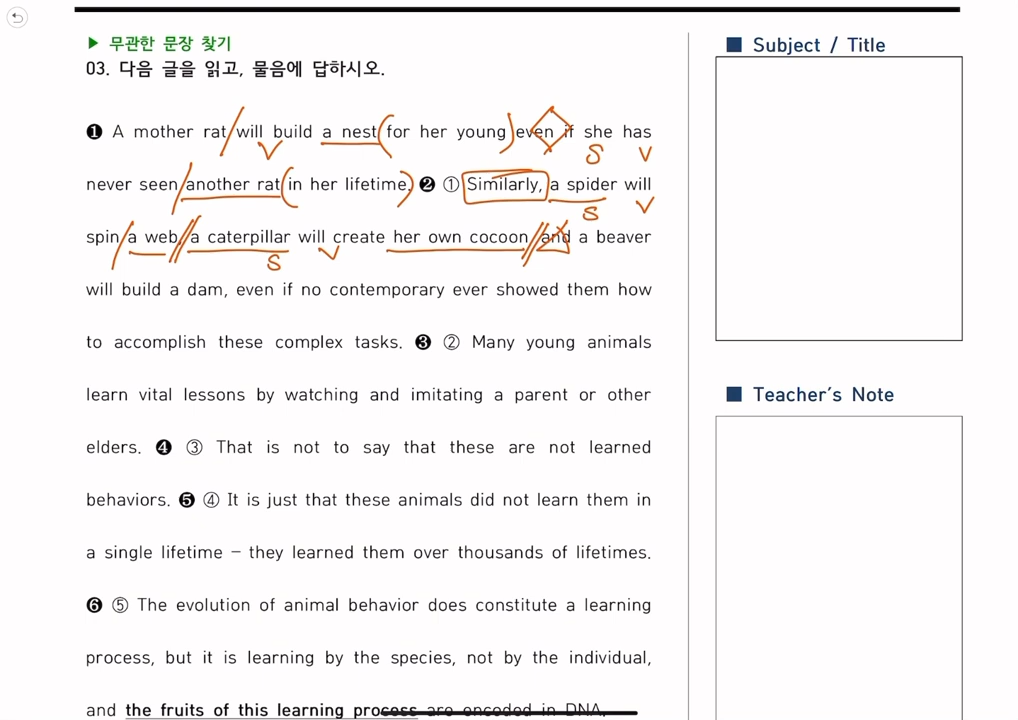 ▶ 무관한 문장 찾기
03. 다음 글을 읽고, 물음에 답하시오.
❶ A mother rat will build a nest for her young even if she has
S V
V
never seen another rat in her lifetime. ❷ ① Similarly, a spider will
S V
spin a web, a caterpillar will create her own cocoon, and a beaver
S V
will build a dam, even if no contemporary ever showed them how
to accomplish these complex tasks. ❸ ② Many young animals
learn vital lessons by watching and imitating a parent or other
elders. ❹ ③ That is not to say that these are not learned
behaviors. ❺ ④ It is just that these animals did not learn them in
a single lifetime – they learned them over thousands of lifetimes.
❻ ⑤ The evolution of animal behavior does constitute a learning
process, but it is learning by the species, not by the individual,
and the fruits of this learning process are encoded in DNA.
■ Subject / Title
■ Teacher's Note